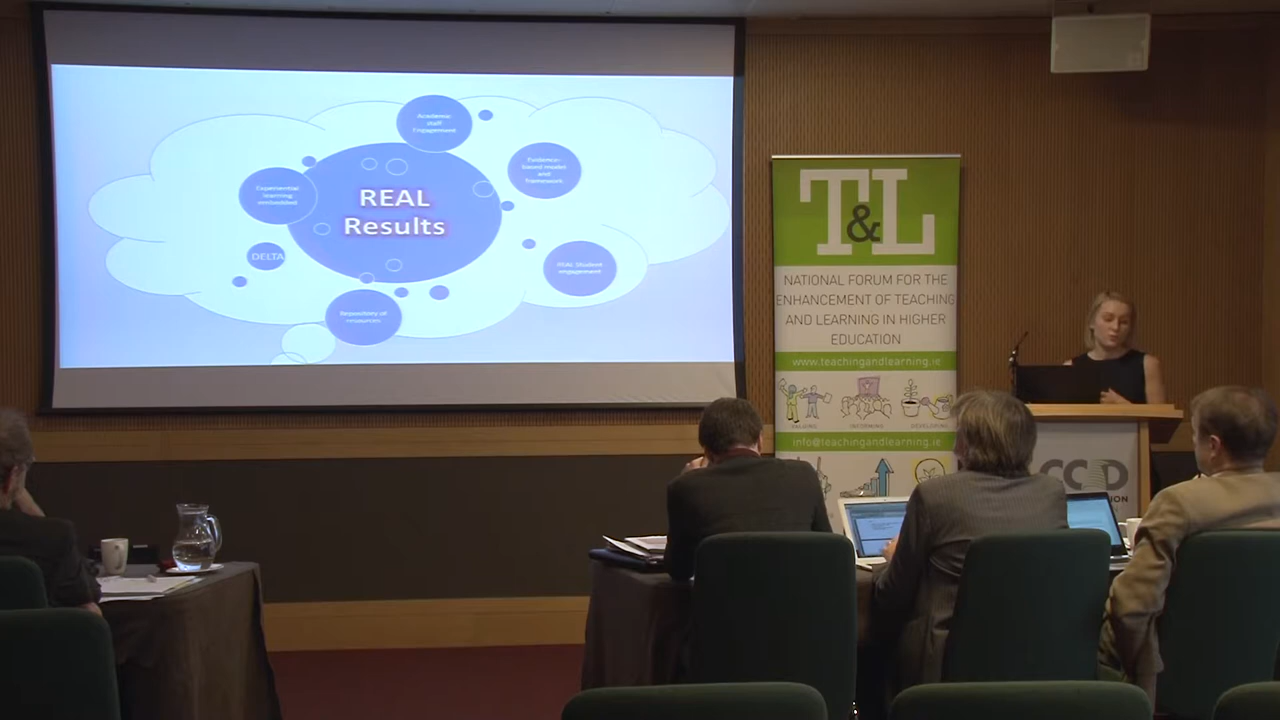 Academic
staff
Engagement
Evidence-
based model
and
framework
Experiential
learning
embedded
REAL
Results
DELTA
REAL Student
engagement
Repository of
resources
T&L
NATIONAL FORUM FOR THE
ENHANCEMENT OF TEACHING
AND LEARNING IN HIGHER
EDUCATION
www.teachingandlearning.ie
VALUING
DEVELOPING
info@teachingandlearning.ie